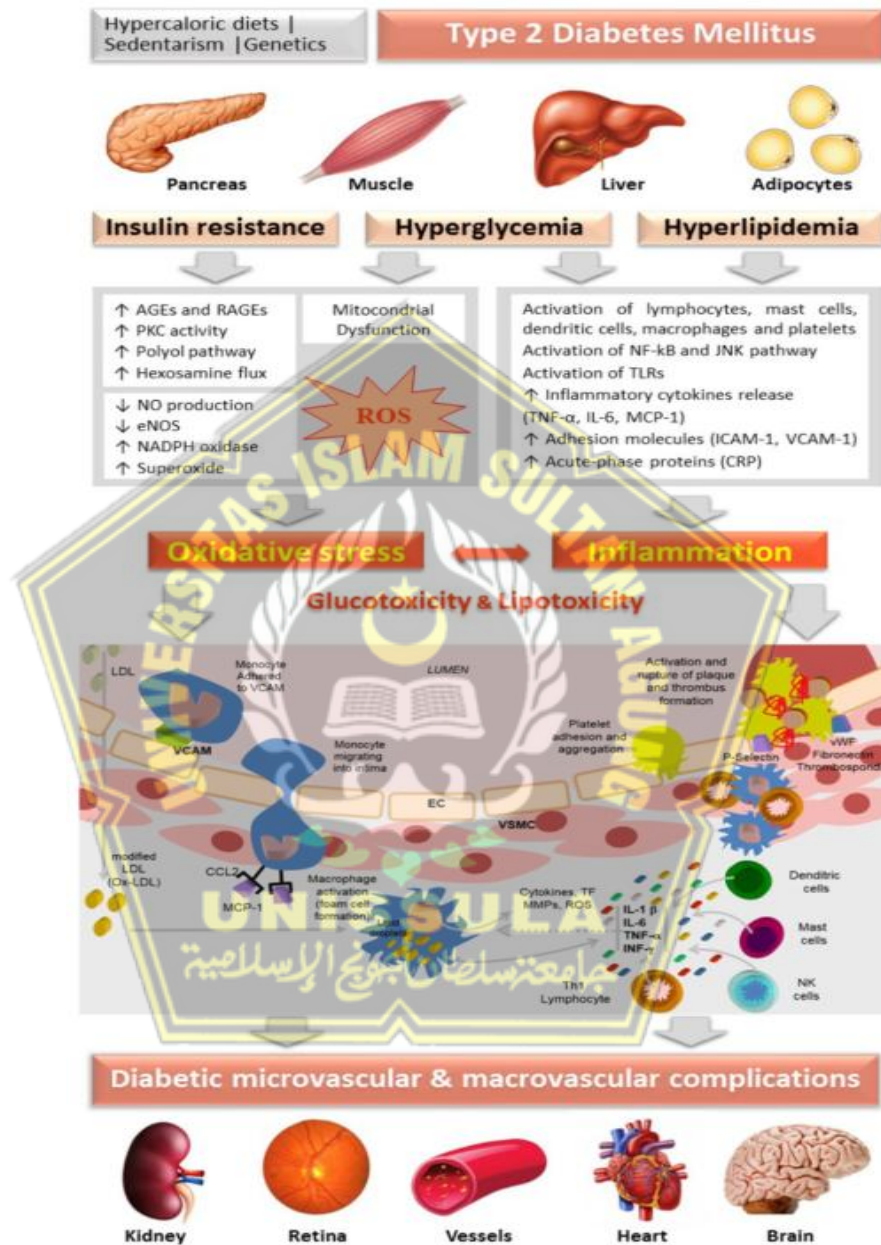 Hypercaloric diets |
Sedentarism |Genetics
Type 2 Diabetes Mellitus
Pancreas
Muscle
Liver
Adipocytes
Insulin resistance
Hyperglycemia
Hyperlipidemia
↑ AGEs and RAGEs
↑ PKC activity
↑ Polyol pathway
↑ Hexosamine flux
↓ NO production
↓ eNOS
↑ NADPH oxidase
↑ Superoxide
Mitocondrial
Dysfunction
ROS
Activation of lymphocytes, mast cells,
dendritic cells, macrophages and platelets
Activation of NF-kB and JNK pathway
Activation of TLRs
↑ Inflammatory cytokines release
(TNF-α, IL-6, MCP-1)
↑ Adhesion molecules (ICAM-1, VCAM-1)
↑ Acute-phase proteins (CRP)
UNIVERSITAS ISLAM SULTAN AGUNG
Oxidative stress
Inflammation
Glucotoxicity & Lipotoxicity
LDL
Monocyte
Adhered
to VCAM
LUMEN
Activation and
rupture of plaque
and thrombus
formation
VCAM
Monocyte
migrating
into intima
Platelet
adhesion and
aggregation
P-Selectin
vWF
Fibronectin
Thrombospond
EC
VSMC
modified
LDL
(Ox-LDL)
CCL2
MCP-1
Macrophage
activation
(foam cell
formation)
Lipid
Cytokines, TF
MMPs, ROS
IL-1 β
IL-6
TNF-α
INF-γ
Denditric
cells
Mast
cells
NK
cells
Th1
Lymphocyte
UNISSULA
جامعة سلطان أجونج الإسلامية
Diabetic microvascular & macrovascular complications
Kidney
Retina
Vessels
Heart
Brain